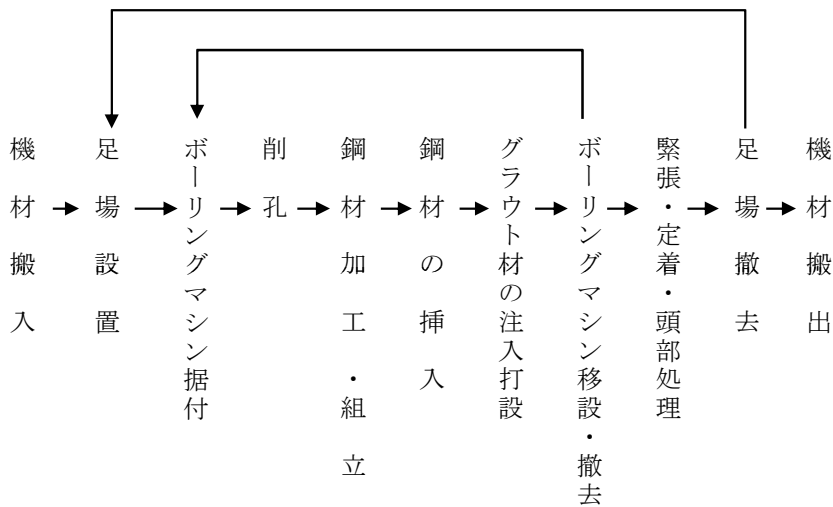 機材搬入
足場設置
ボーリングマシン据付
削孔
鋼材加工・組立
鋼材の挿入
グラウト材の注入打設
ボーリングマシン移設・撤去
緊張・定着・頭部処理
足場撤去
機材搬出